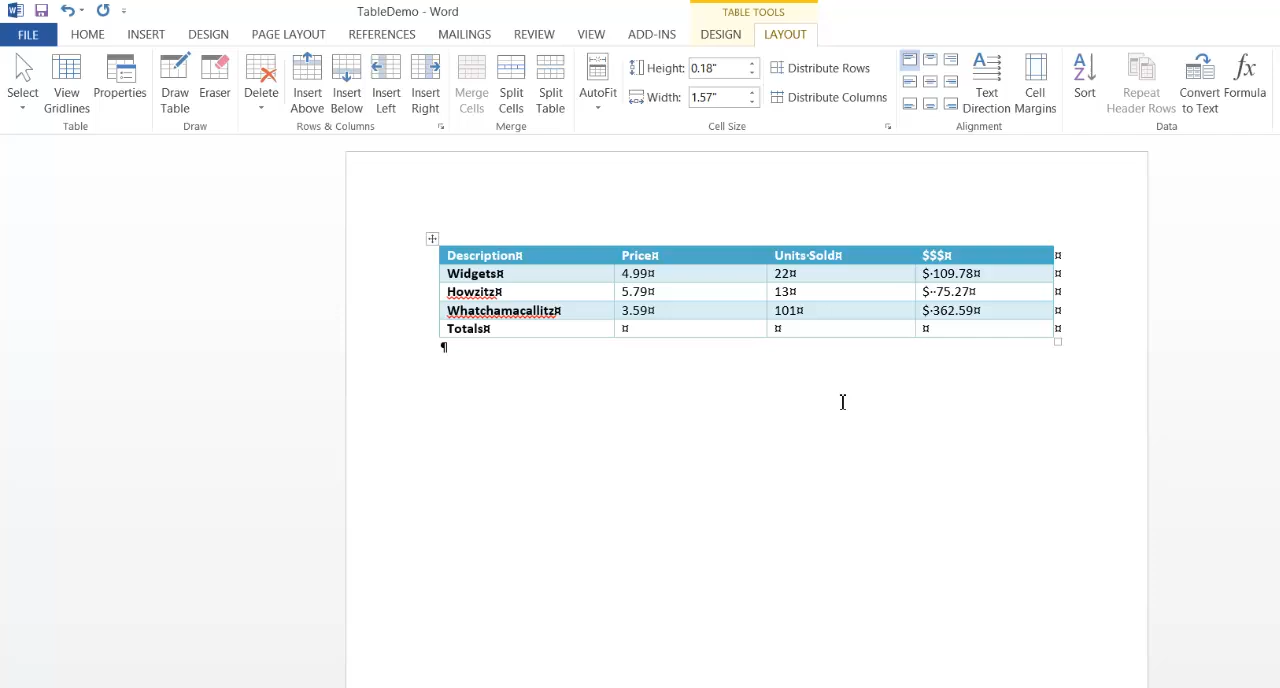 TableDemo - Word
TABLE TOOLS
FILE HOME INSERT DESIGN PAGE LAYOUT REFERENCES MAILINGS REVIEW VIEW ADD-INS DESIGN LAYOUT
Select
View Gridlines
Properties
Table
Draw Table
Eraser
Draw
Delete
Insert Above
Insert Below
Insert Left
Insert Right
Rows & Columns
Merge Cells
Split Cells
Split Table
Merge
AutoFit
Height: 0.18"
Width: 1.57"
Distribute Rows
Distribute Columns
Cell Size
Text Direction
Cell Margins
Alignment
Sort
Repeat Header Rows
Convert to Text
Formula
Data
Description¤ Price¤ Units·Sold¤ $$$¤ ¤
Widgets¤ 4.99¤ 22¤ $·109.78¤ ¤
Howzitz¤ 5.79¤ 13¤ $··75.27¤ ¤
Whatchamacallitz¤ 3.59¤ 101¤ $·362.59¤ ¤
Totals¤ ¤ ¤ ¤ ¤
¶